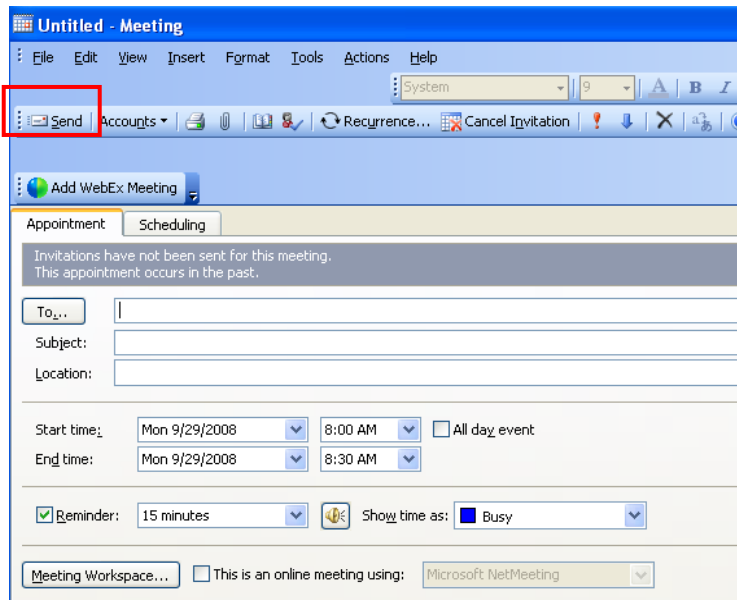 Untitled - Meeting
File Edit View Insert Format Tools Actions Help
System 9 A B I
Send Accounts Recurrence... Cancel Invitation
Add WebEx Meeting
Appointment Scheduling
Invitations have not been sent for this meeting.
This appointment occurs in the past.
To...
Subject:
Location:
Start time: Mon 9/29/2008 8:00 AM All day event
End time: Mon 9/29/2008 8:30 AM
Reminder: 15 minutes Show time as: Busy
Meeting Workspace... This is an online meeting using: Microsoft NetMeeting